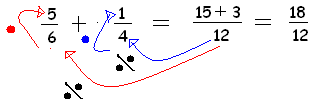 5/6 + 1/4 = 15 + 3/12 = 18/12
% %